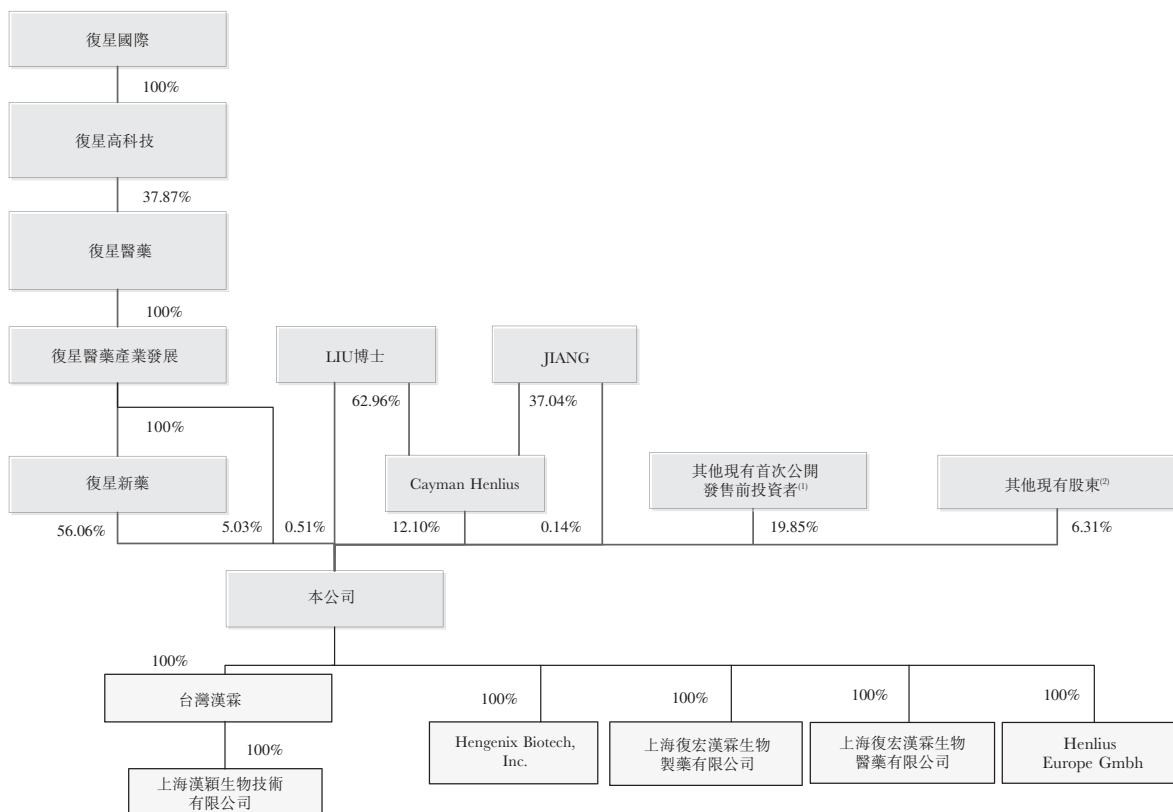 復星國際
100%
復星高科技
37.87%
復星醫藥
100%
復星醫藥產業發展
LIU博士
JIANG
62.96%
37.04%
100%
復星新藥
Cayman Henlius
其他現有首次公開
發售前投資者(1)
其他現有股東(2)
56.06%
5.03%
0.51%
12.10%
0.14%
19.85%
6.31%
本公司
100%
台灣漢霖
100%
100%
100%
100%
100%
Hengenix Biotech,
Inc.
上海復宏漢霖生物
製藥有限公司
上海復宏漢霖生物
醫藥有限公司
Henlius
Europe Gmbh
上海漢穎生物技術
有限公司